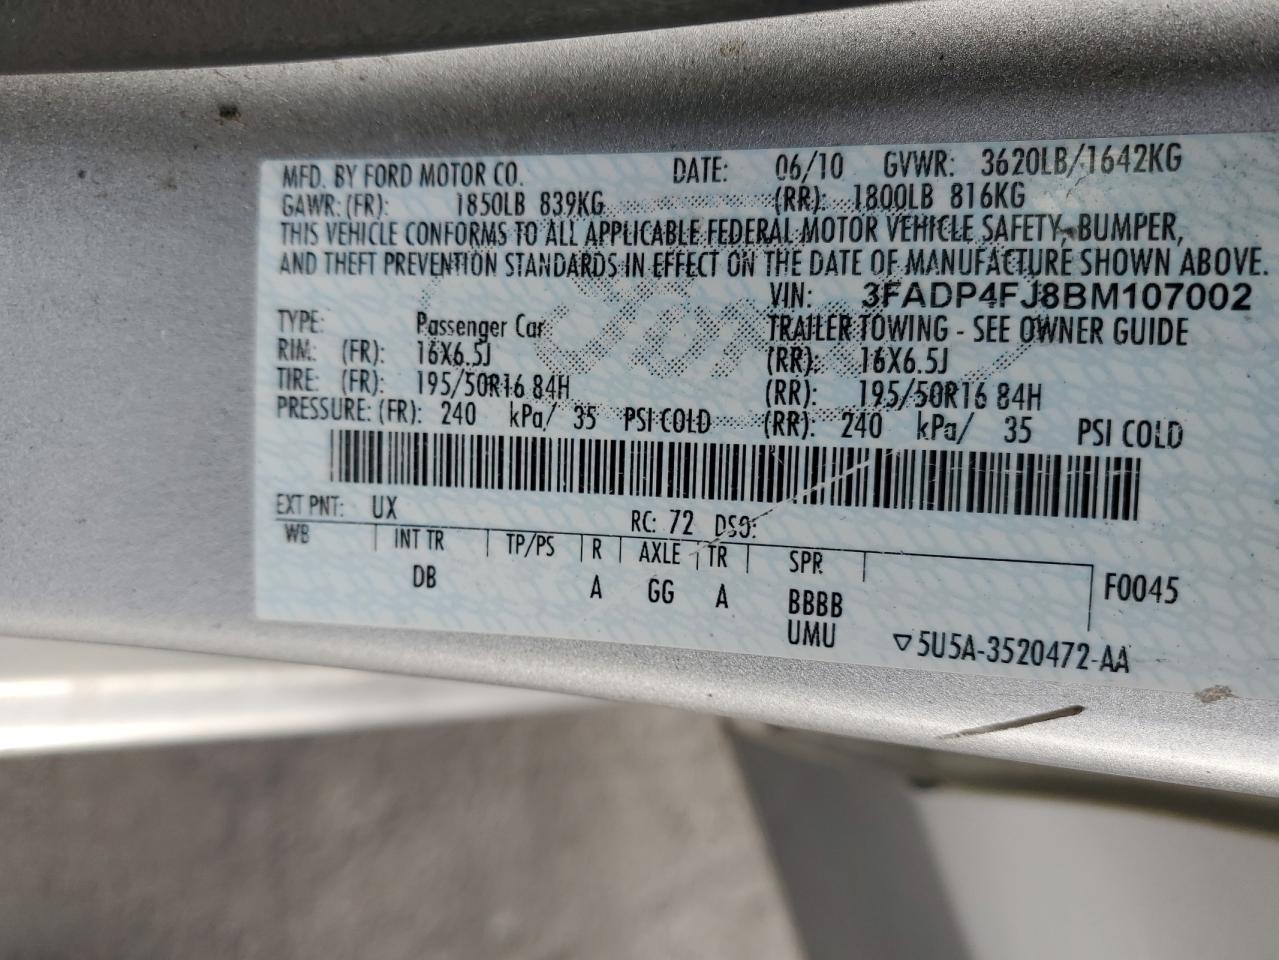 MFD. BY FORD MOTOR CO. DATE: 06/10 GVWR: 3620LB/1642KG
GAWR: (FR): 1850LB 839KG (RR): 1800LB 816KG
THIS VEHICLE CONFORMS TO ALL APPLICABLE FEDERAL MOTOR VEHICLE SAFETY, BUMPER,
AND THEFT PREVENTION STANDARDS IN EFFECT ON THE DATE OF MANUFACTURE SHOWN ABOVE.
VIN: 3FADP4FJ8BM107002
TYPE: Passenger Car TRAILER TOWING - SEE OWNER GUIDE
RIM: (FR): 16X6.5J (RR): 16X6.5J
TIRE: (FR): 195/50R16 84H (RR): 195/50R16 84H
PRESSURE: (FR): 240 kPa/ 35 PSI COLD (RR): 240 kPa/ 35 PSI COLD
EXT PNT: UX RC: 72 DSO:
WB INT TR TP/PS R AXLE TR SPR
DB A GG A BBBB F0045
UMU ▽5U5A-3520472-AA
Ford